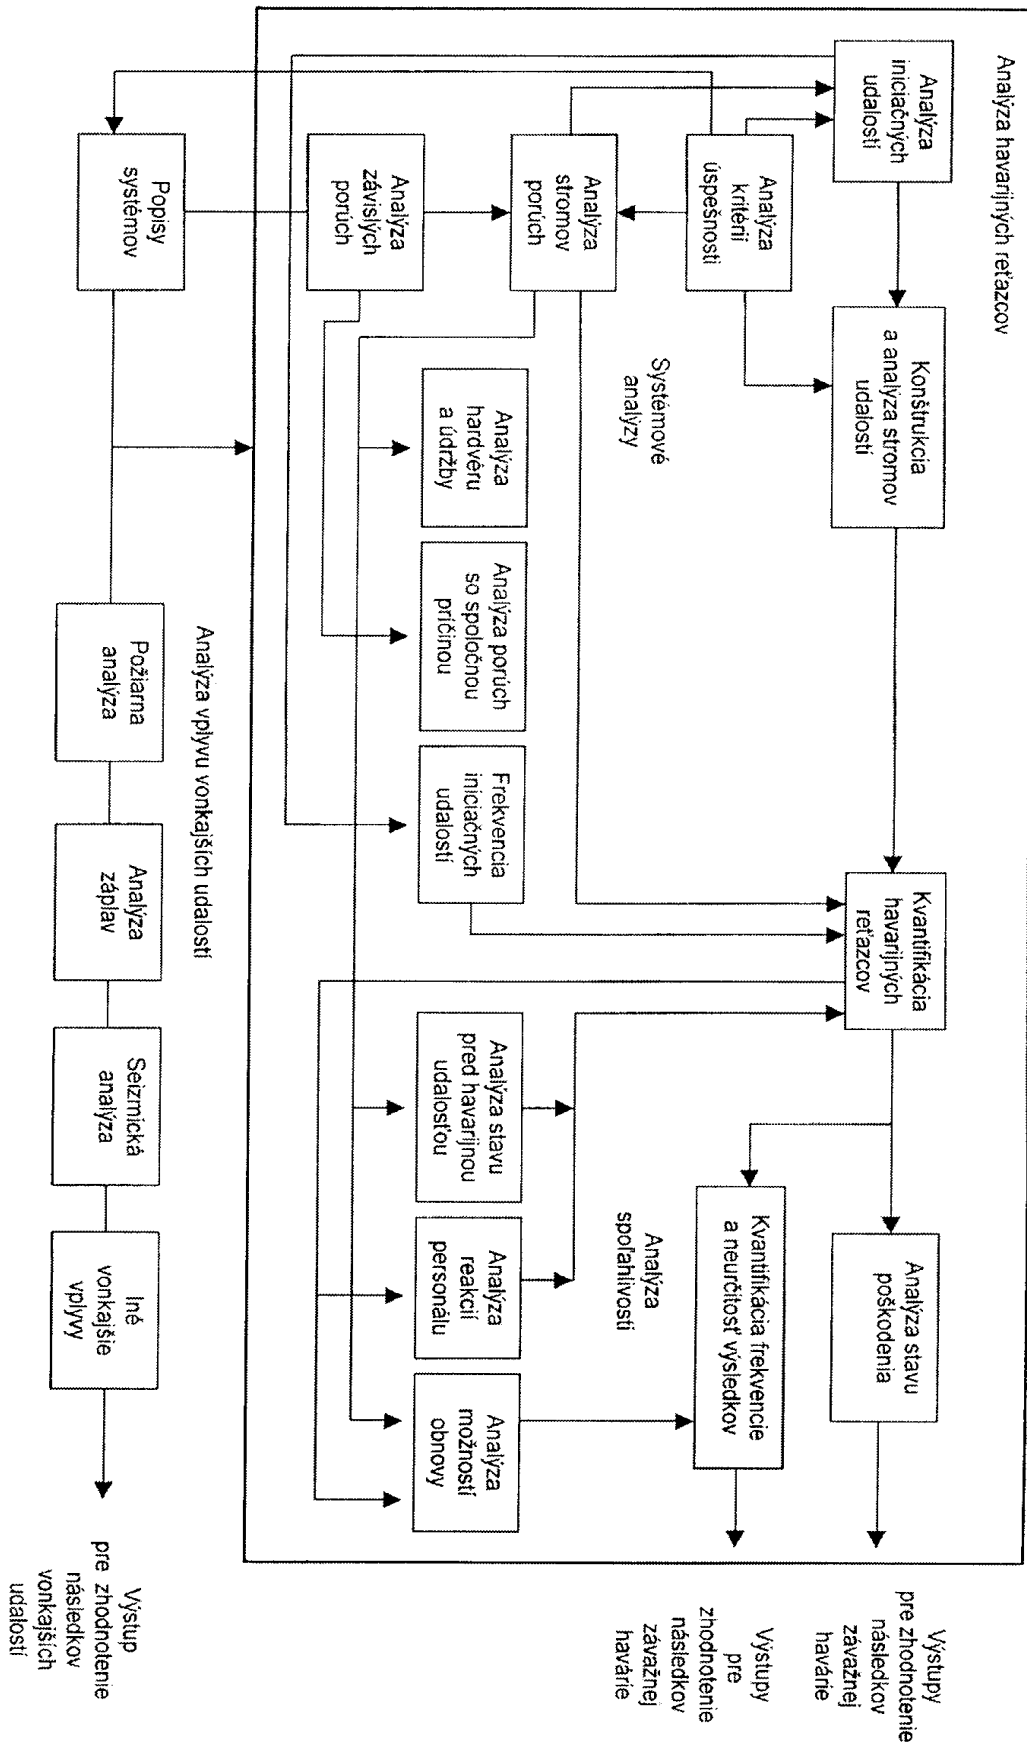 Analýza havarijných reťazcov
Analýza
iniciačných
udalostí
Konštrukcia
a analýza stromov
udalostí
Kvantifikácia
havarijných
reťazcov
Analýza stavu
poškodenia
Výstupy
pre zhodnotenie
následkov
závažnej
havárie
Analýza
kritérií
úspešnosti
Kvantifikácia frekvencie
a neurčitosť výsledkov
Výstupy
pre
zhodnotenie
následkov
závažnej
havárie
Systémové
analýzy
Analýza
spoľahlivosti
Analýza
stromov
porúch
Analýza
hardvéru
a údržby
Analýza porúch
so spoločnou
príčinou
Frekvencia
iniciačných
udalostí
Analýza stavu
pred havarijnou
udalosťou
Analýza
reakcií
personálu
Analýza
možností
obnovy
Analýza
závislých
porúch
Analýza vplyvu vonkajších udalostí
Popisy
systémov
Požiarna
analýza
Analýza
záplav
Seizmická
analýza
Iné
vonkajšie
vplyvy
Výstup
pre zhodnotenie
následkov
vonkajších
udalostí